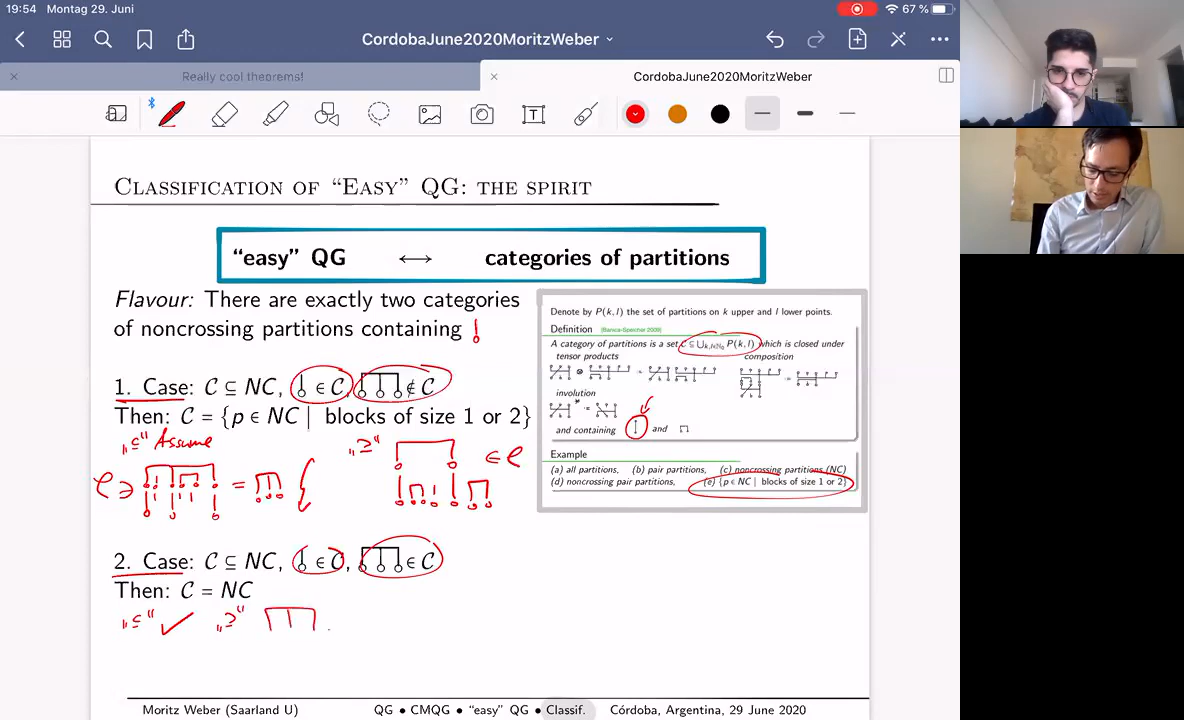 19:54 Montag 29. Juni
67 %
CordobaJune2020MoritzWeber
Really cool theorems!
CordobaJune2020MoritzWeber
Classification of “Easy” QG: the spirit
“easy” QG ↔ categories of partitions
Flavour: There are exactly two categories
of noncrossing partitions containing
1. Case: C ⊆ NC, ∈ C, ∉ C
Then: C = {p ∈ NC | blocks of size 1 or 2}
„⊆“ Assume „⊇“ ∈ C
C ∋ =
2. Case: C ⊆ NC, ∈ C, ∈ C
Then: C = NC
„⊆“ ✓ „⊇“
Denote by P(k, l) the set of partitions on k upper and l lower points.
Definition (Banica-Speicher 2009)
A category of partitions is a set C ⊆ ⋃k,l∈ℕ₀ P(k, l) which is closed under
tensor products composition
involution
and containing and
Example
(a) all partitions, (b) pair partitions, (c) noncrossing partitions (NC)
(d) noncrossing pair partitions, (e) {p ∈ NC | blocks of size 1 or 2}
Moritz Weber (Saarland U) QG • CMQG • “easy” QG • Classif. Córdoba, Argentina, 29 June 2020